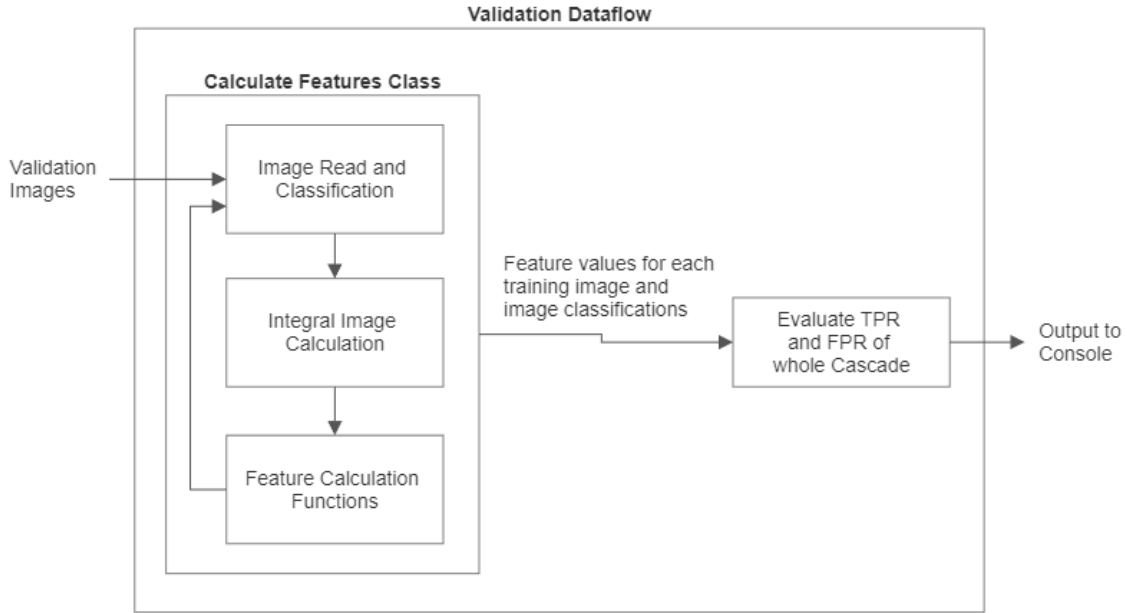 Validation Dataflow
Calculate Features Class
Validation
Images
Image Read and
Classification
Integral Image
Calculation
Feature Calculation
Functions
Feature values for each
training image and
image classifications
Evaluate TPR
and FPR of
whole Cascade
Output to
Console